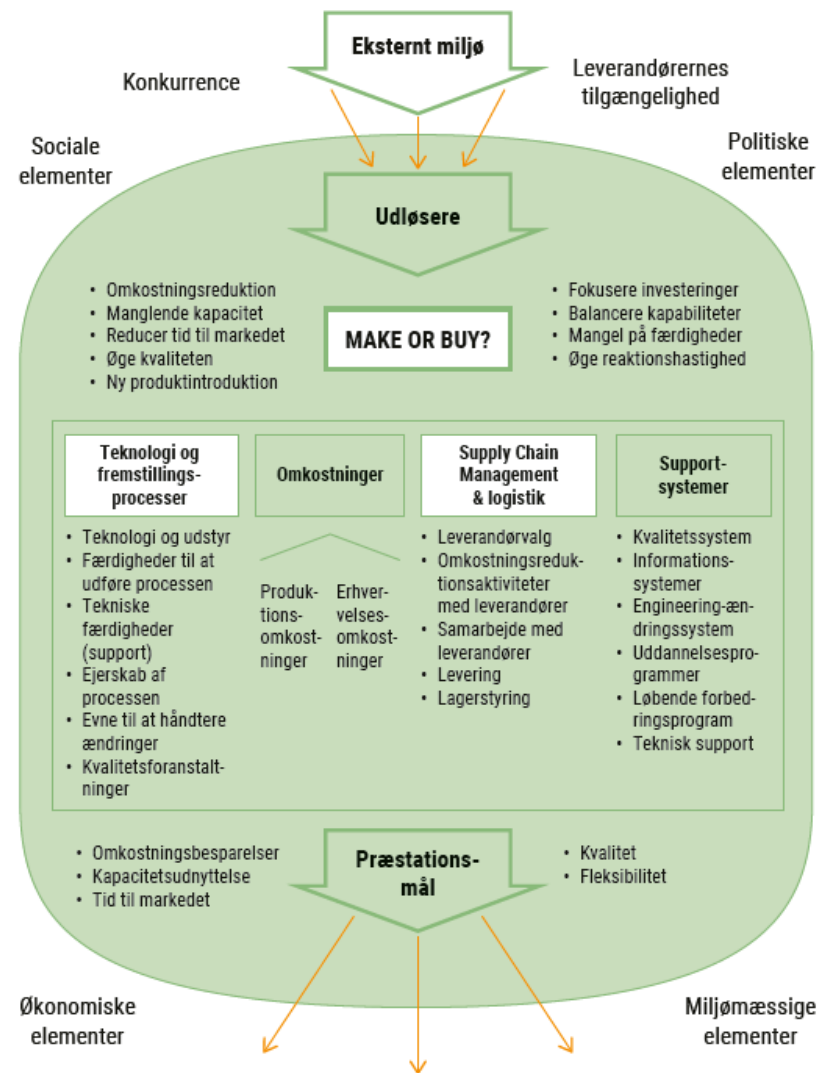 Eksternt miljø
Konkurrence
Leverandørernes
tilgængelighed
Sociale
elementer
Politiske
elementer
Udløsere
• Omkostningsreduktion
• Manglende kapacitet
• Reducer tid til markedet
• Øge kvaliteten
• Ny produktintroduktion
MAKE OR BUY?
• Fokusere investeringer
• Balancere kapabiliteter
• Mangel på færdigheder
• Øge reaktionshastighed
Teknologi og
fremstillings-
processer
• Teknologi og udstyr
• Færdigheder til at
udføre processen
• Tekniske
færdigheder
(support)
• Ejerskab af
processen
• Evne til at håndtere
ændringer
• Kvalitetsforanstalt-
ninger
Omkostninger
Produk-
tions-
omkost-
ninger
Erhver-
velses-
omkost-
ninger
Supply Chain
Management
& logistik
• Leverandørvalg
• Omkostningsreduk-
tionsaktiviteter
med leverandører
• Samarbejde med
leverandører
• Levering
• Lagerstyring
Support-
systemer
• Kvalitetssystem
• Informations-
systemer
• Engineering-æn-
dringssystem
• Uddannelsespro-
grammer
• Løbende forbed-
ringsprogram
• Teknisk support
• Omkostningsbesparelser
• Kapacitetsudnyttelse
• Tid til markedet
Præstations-
mål
• Kvalitet
• Fleksibilitet
Økonomiske
elementer
Miljømæssige
elementer